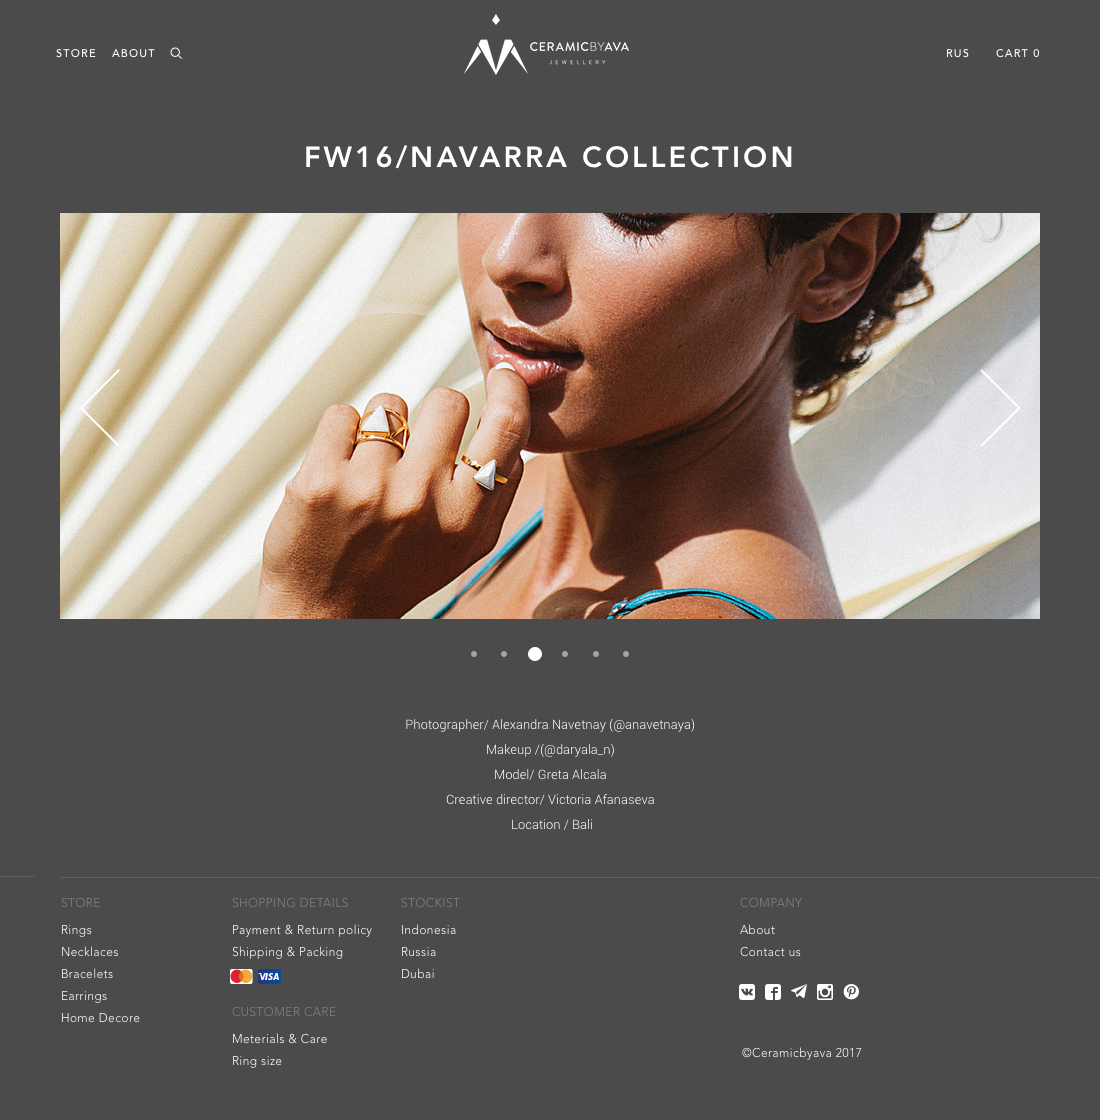 STORE ABOUT
CERAMICBYAVA
JEWELLERY
RUS CART 0
FW16/NAVARRA COLLECTION
Photographer/ Alexandra Navetnay (@anavetnaya)
Makeup /(@daryala_n)
Model/ Greta Alcala
Creative director/ Victoria Afanaseva
Location / Bali
STORE
Rings
Necklaces
Bracelets
Earrings
Home Decore
SHOPPING DETAILS
Payment & Return policy
Shipping & Packing
VISA
CUSTOMER CARE
Meterials & Care
Ring size
STOCKIST
Indonesia
Russia
Dubai
COMPANY
About
Contact us
©Ceramicbyava 2017